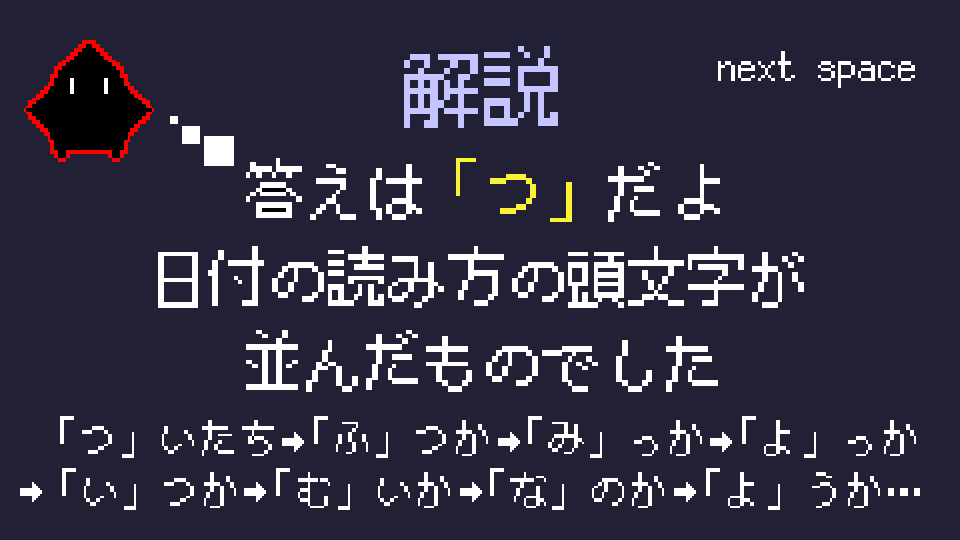 解説
next space
答えは「つ」だよ
日付の読み方の頭文字が
並んだものでした
「つ」いたち➡「ふ」つか➡「み」っか➡「よ」っか
➡「い」つか➡「む」いか➡「な」のか➡「よ」うか…